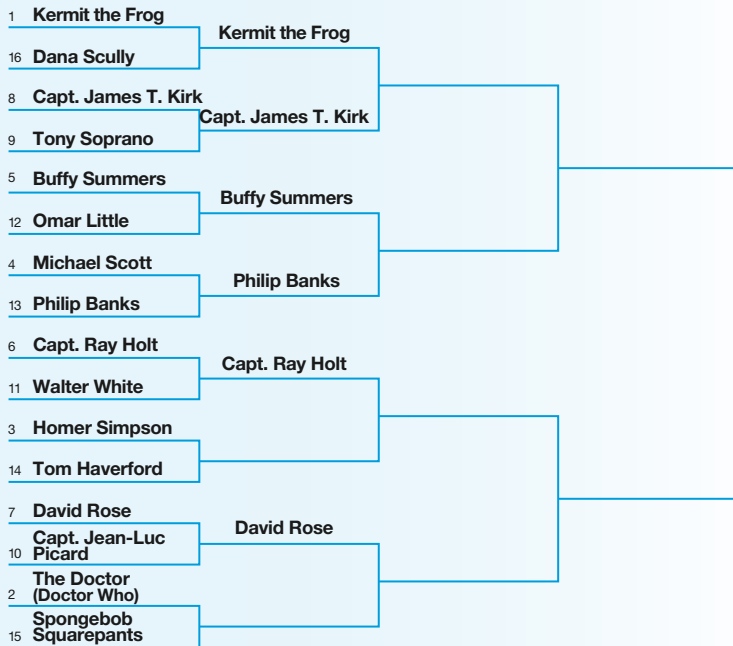 1 Kermit the Frog
16 Dana Scully
8 Capt. James T. Kirk
9 Tony Soprano
5 Buffy Summers
12 Omar Little
4 Michael Scott
13 Philip Banks
6 Capt. Ray Holt
11 Walter White
3 Homer Simpson
14 Tom Haverford
7 David Rose
Capt. Jean-Luc
10 Picard
The Doctor
2 (Doctor Who)
Spongebob
15 Squarepants
Kermit the Frog
Capt. James T. Kirk
Buffy Summers
Philip Banks
Capt. Ray Holt
David Rose